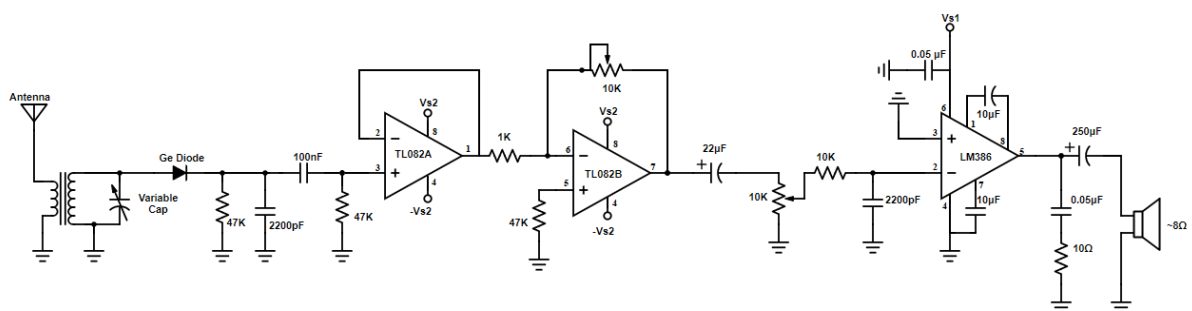 Antenna
Ge Diode
Variable
Cap
47K
2200pF
100nF
47K
2
3
Vs2
8
TL082A
1
4
-Vs2
1K
10K
6
5
Vs2
8
TL082B
7
4
-Vs2
47K
22µF
+
10K
10K
2200pF
Vs1
0.05 µF
6
3
2
1
10µF
8
LM386
5
7
10µF
4
250µF
+
0.05µF
10Ω
~8Ω